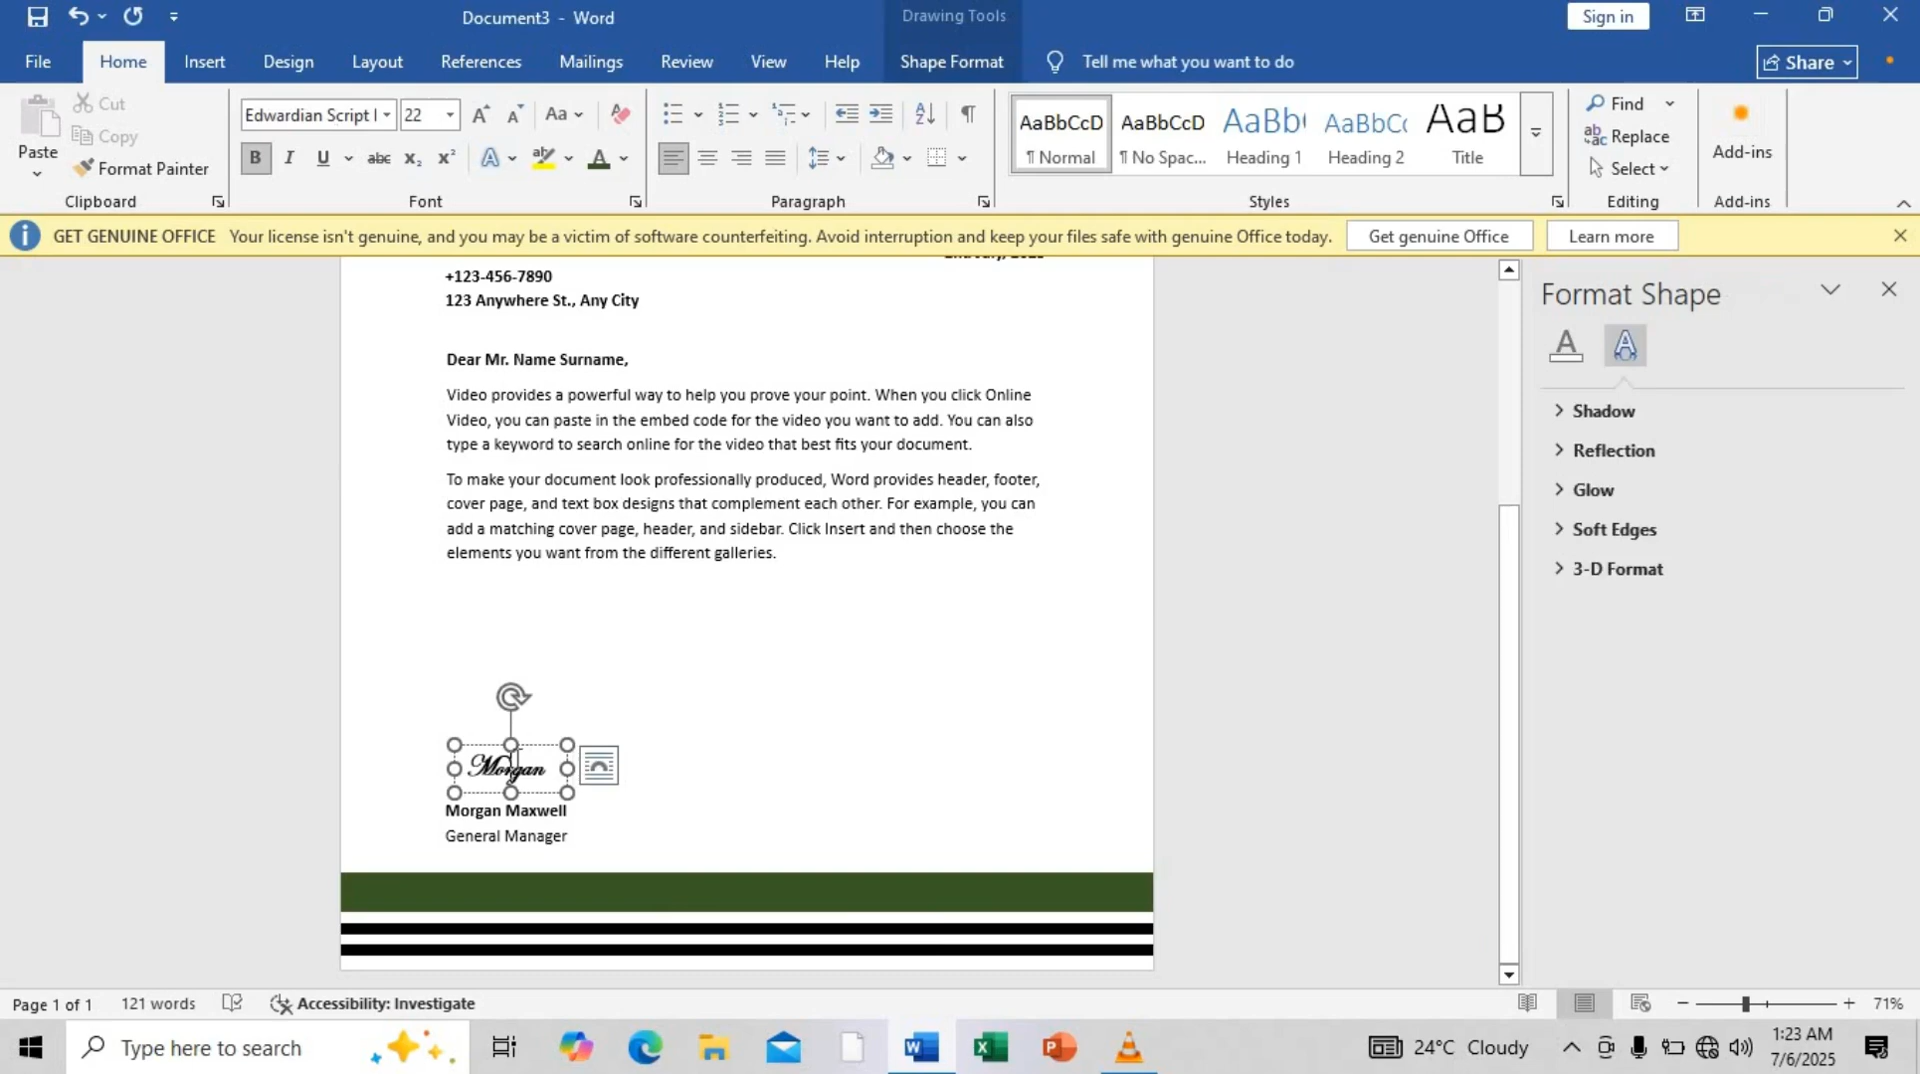 Document3 - Word
Drawing Tools
Sign in
File
Home
Insert
Design
Layout
References
Mailings
Review
View
Help
Shape Format
Tell me what you want to do
Share
Paste
Cut
Copy
Format Painter
Clipboard
Edwardian Script I
22
Aa
B I U abc X₂ X² A A
Font
Paragraph
AaBbCcD
¶ Normal
AaBbCcD
¶ No Spac...
AaBb(
Heading 1
AaBbCc
Heading 2
AaB
Title
Styles
Find
Replace
Select
Editing
Add-ins
Add-ins
GET GENUINE OFFICE Your license isn't genuine, and you may be a victim of software counterfeiting. Avoid interruption and keep your files safe with genuine Office today.
Get genuine Office
Learn more
+123-456-7890
123 Anywhere St., Any City
Dear Mr. Name Surname,
Video provides a powerful way to help you prove your point. When you click Online
Video, you can paste in the embed code for the video you want to add. You can also
type a keyword to search online for the video that best fits your document.
To make your document look professionally produced, Word provides header, footer,
cover page, and text box designs that complement each other. For example, you can
add a matching cover page, header, and sidebar. Click Insert and then choose the
elements you want from the different galleries.
Morgan
Morgan Maxwell
General Manager
Format Shape
Shadow
Reflection
Glow
Soft Edges
3-D Format
Page 1 of 1
121 words
Accessibility: Investigate
71%
Type here to search
24°C Cloudy
1:23 AM
7/6/2025